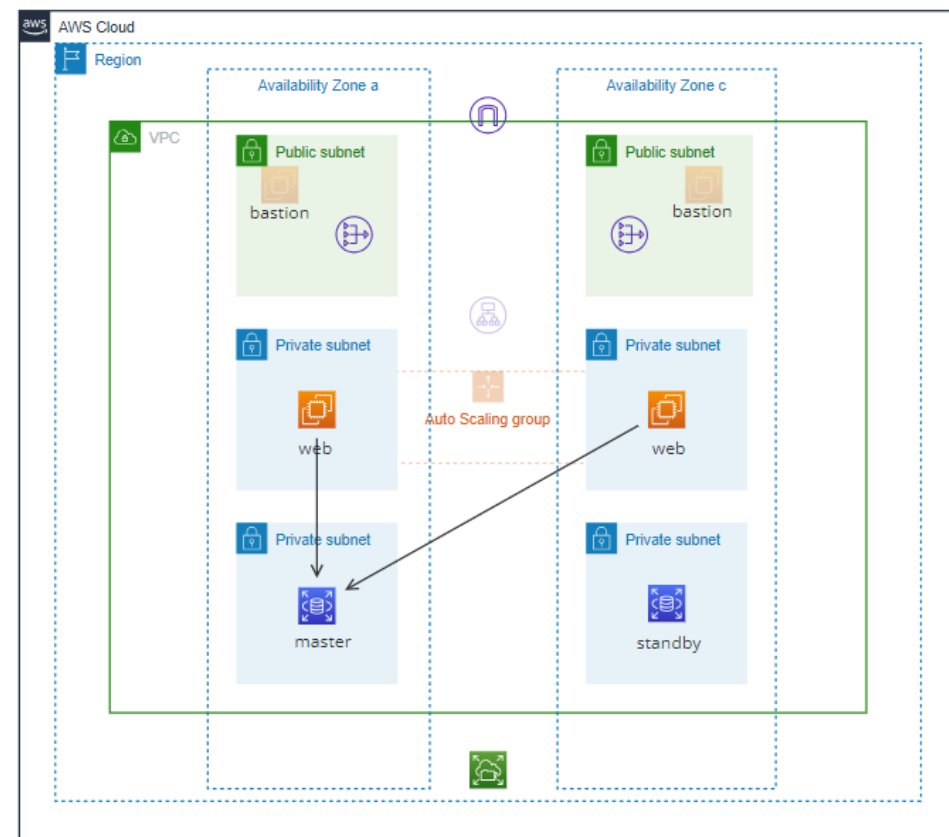 aws
AWS Cloud
Region
Availability Zone a
Availability Zone c
VPC
Public subnet
Public subnet
bastion
bastion
Private subnet
Private subnet
Auto Scaling group
web
web
Private subnet
Private subnet
master
standby